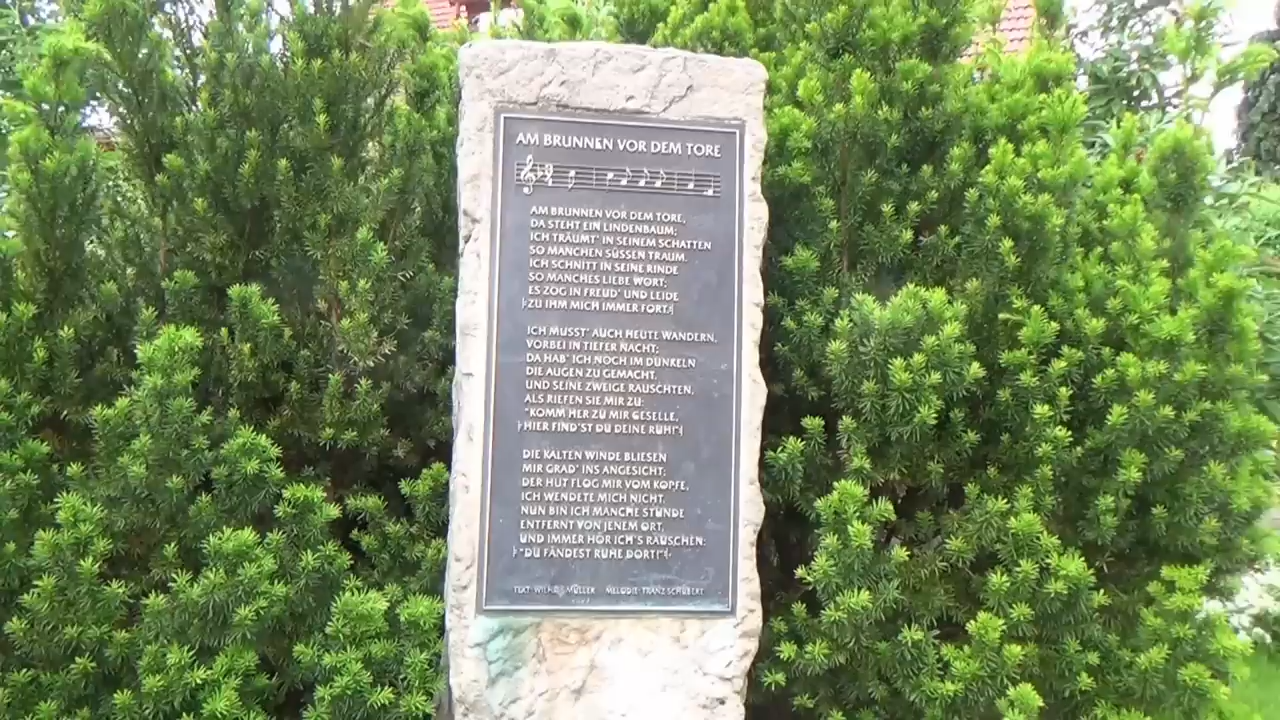 AM BRUNNEN VOR DEM TORE
AM BRUNNEN VOR DEM TORE,
DA STEHT EIN LINDENBAUM;
ICH TRÄUMT' IN SEINEM SCHATTEN
SO MANCHEN SÜSSEN TRAUM.
ICH SCHNITT IN SEINE RINDE
SO MANCHES LIEBE WORT;
ES ZOG IN FREUD' UND LEIDE
|:ZU IHM MICH IMMER FORT.:|
ICH MUSST' AUCH HEUTE WANDERN,
VORBEI IN TIEFER NACHT;
DA HAB' ICH NOCH IM DUNKELN
DIE AUGEN ZU GEMACHT,
UND SEINE ZWEIGE RAUSCHTEN,
ALS RIEFEN SIE MIR ZU:
"KOMM HER ZU MIR GESELLE,
|:HIER FIND'ST DU DEINE RUH!":|
DIE KALTEN WINDE BLIESEN
MIR GRAD' INS ANGESICHT;
DER HUT FLOG MIR VOM KOPFE,
ICH WENDETE MICH NICHT.
NUN BIN ICH MANCHE STUNDE
ENTFERNT VON JENEM ORT,
UND IMMER HÖR ICH'S RAUSCHEN:
|:"DU FÄNDEST RUHE DORT!":|
TEXT: MÜLLER MELODIE: FRANZ SCHUBERT